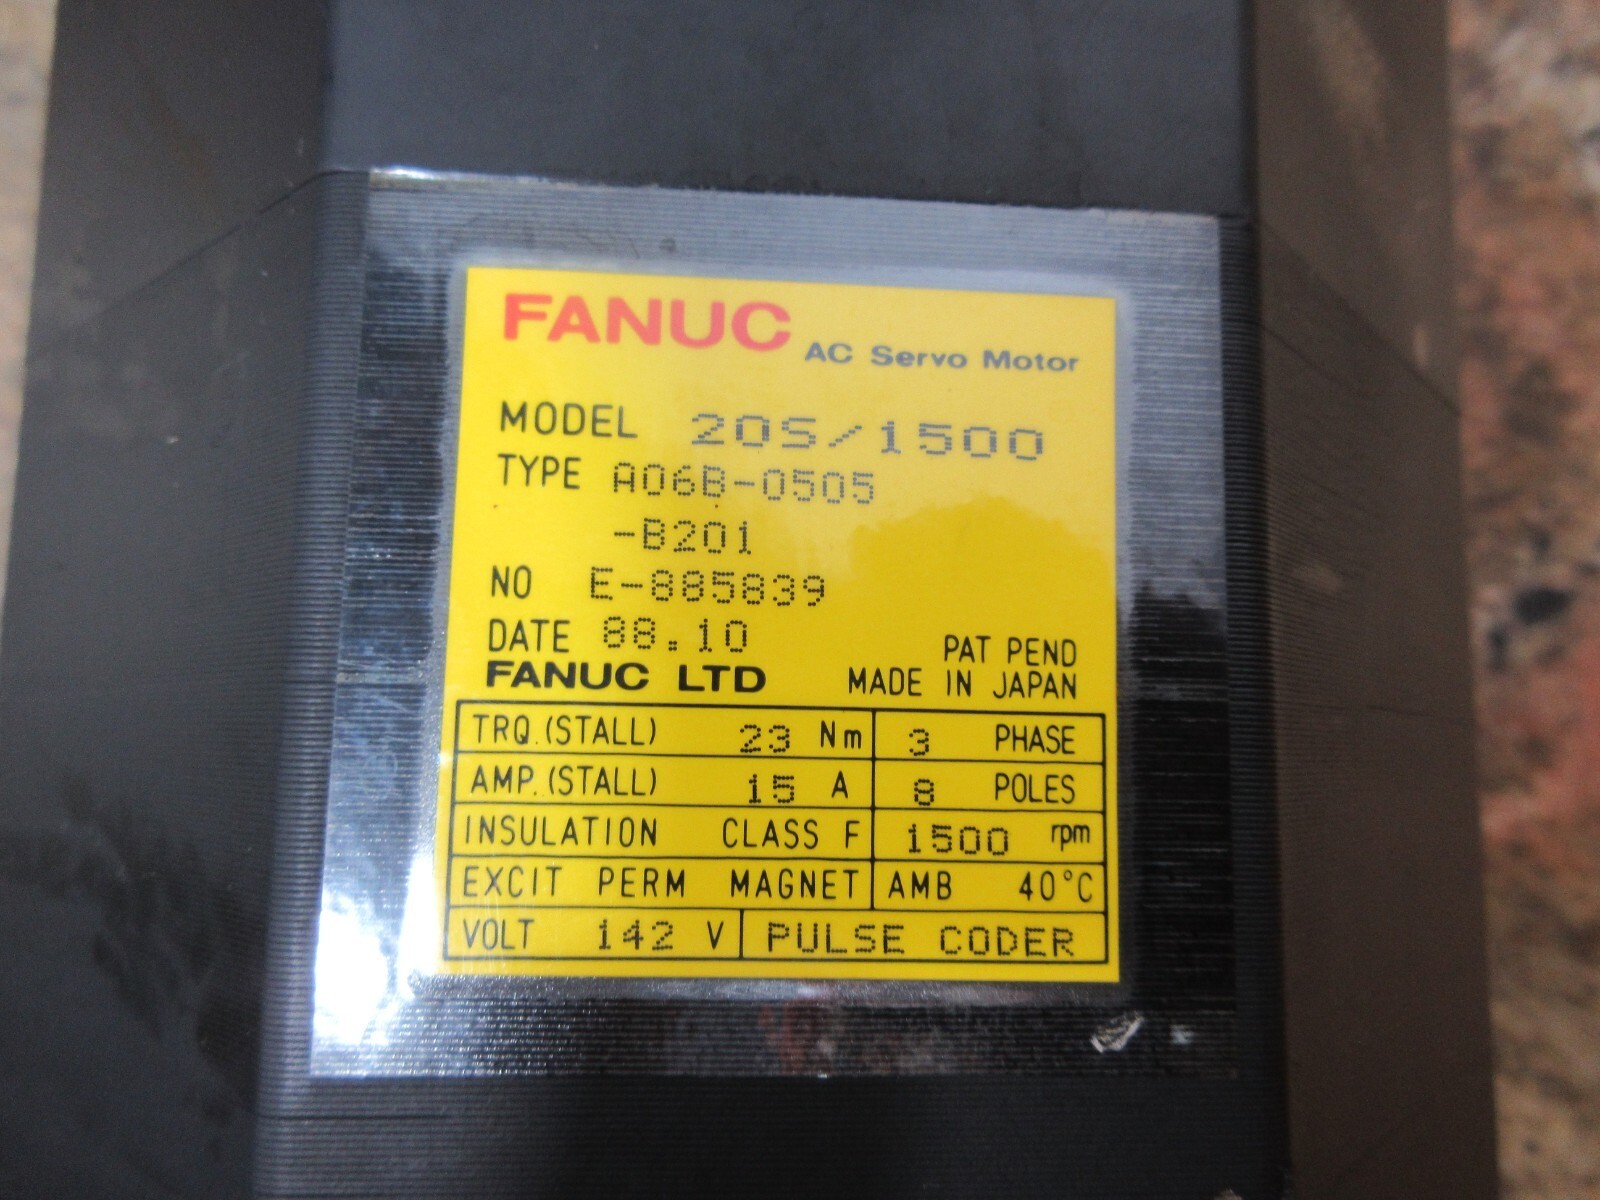 FANUC AC Servo Motor
MODEL 20S/1500
TYPE A06B-0505
-B201
NO E-885839
DATE 88.10
PAT PEND
FANUC LTD MADE IN JAPAN
TRQ.(STALL) 23 Nm 3 PHASE
AMP.(STALL) 15 A 8 POLES
INSULATION CLASS F 1500 rpm
EXCIT PERM MAGNET AMB 40°C
VOLT 142 V PULSE CODER